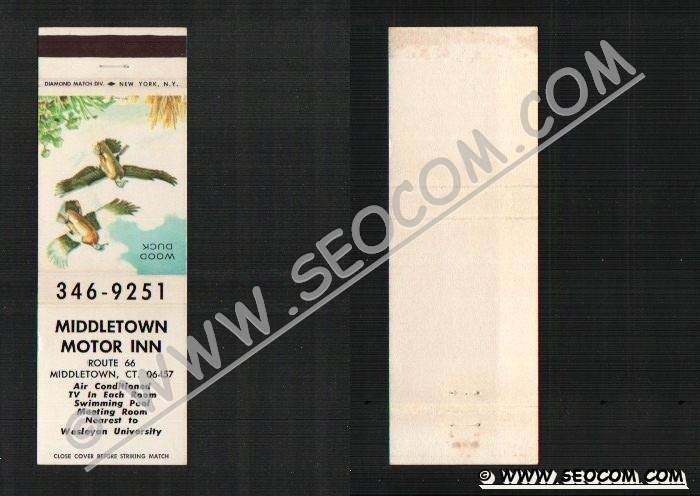 DIAMOND MATCH DIV. NEW YORK, N.Y.
WOOD
DUCK
346-9251
MIDDLETOWN
MOTOR INN
ROUTE 66
MIDDLETOWN, CT. 06457
Air Conditioned
TV In Each Room
Swimming Pool
Meeting Room
Nearest to
Wesleyan University
CLOSE COVER BEFORE STRIKING MATCH
© WWW.SEOCOM.COM
© WWW.SEOCOM.COM